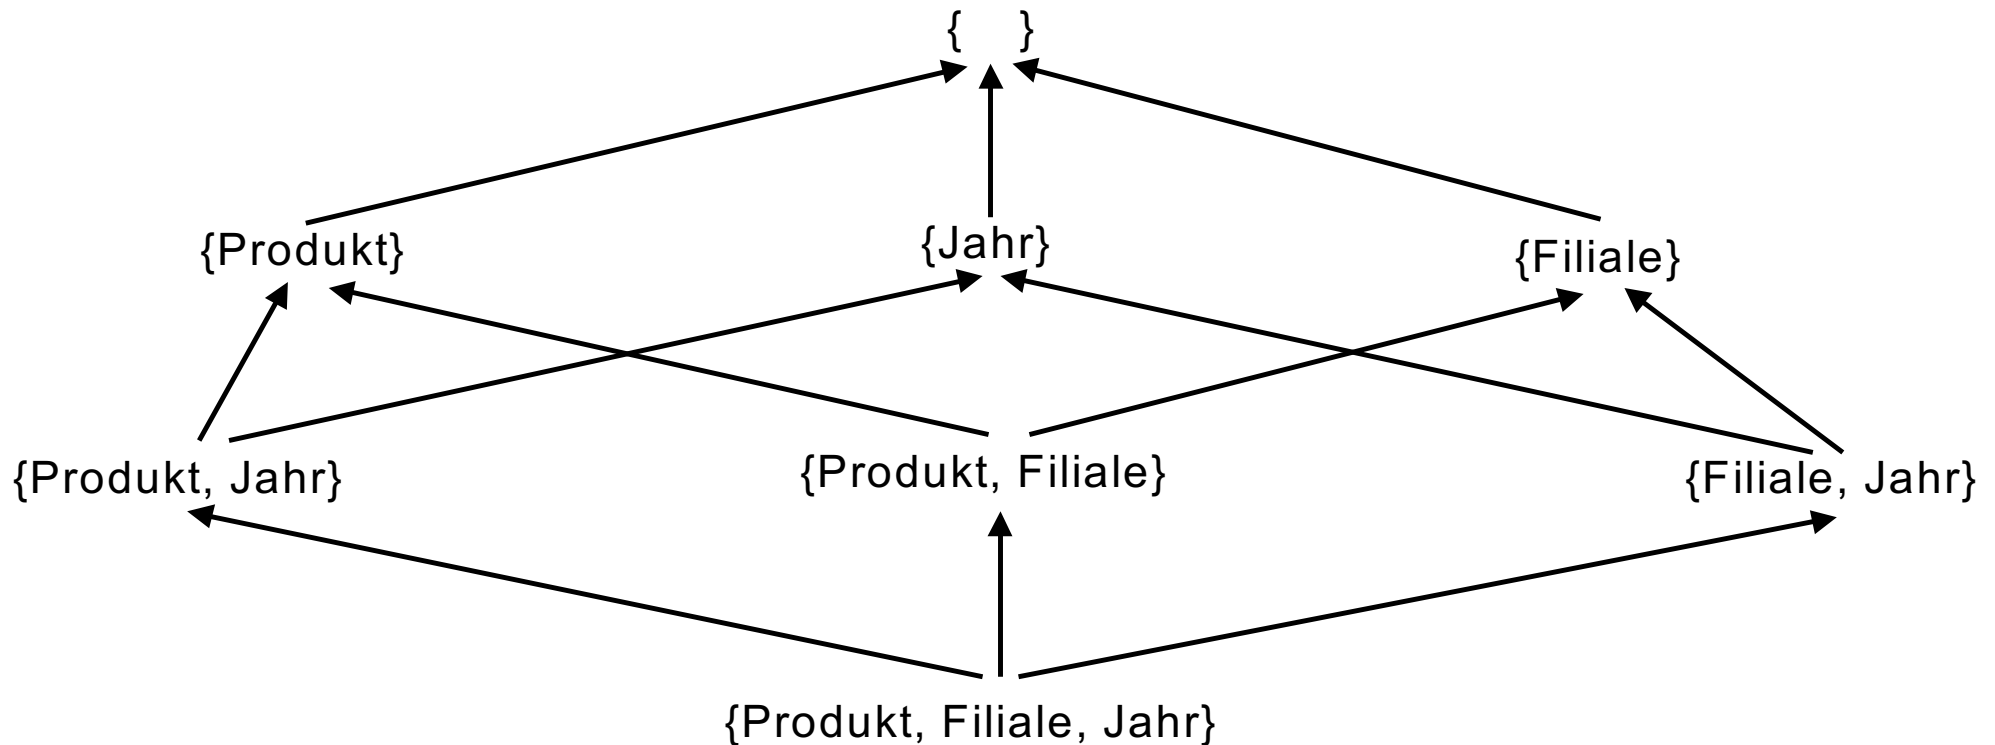 { }
{Produkt}
{Jahr}
{Filiale}
{Produkt, Jahr}
{Produkt, Filiale}
{Filiale, Jahr}
{Produkt, Filiale, Jahr}